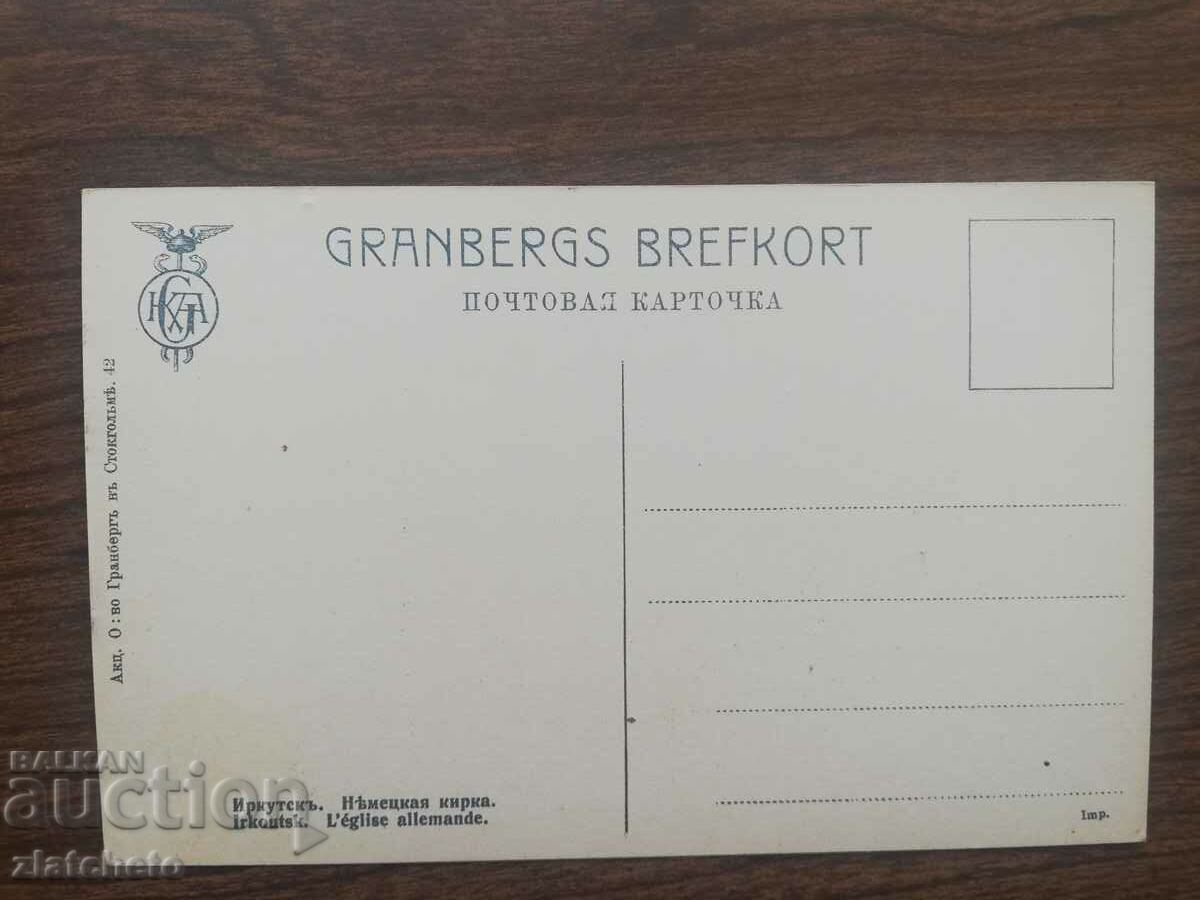 GRANBERGS BREFKORT
ПОЧТОВАЯ КАРТОЧКА
Акц. О:во Гранбергъ въ Стокгольмѣ. 42
Иркутскъ. Нѣмецкая кирка.
Irkoutsk. L'église allemande.
Imp.
BALKAN
auction
zlatcheto